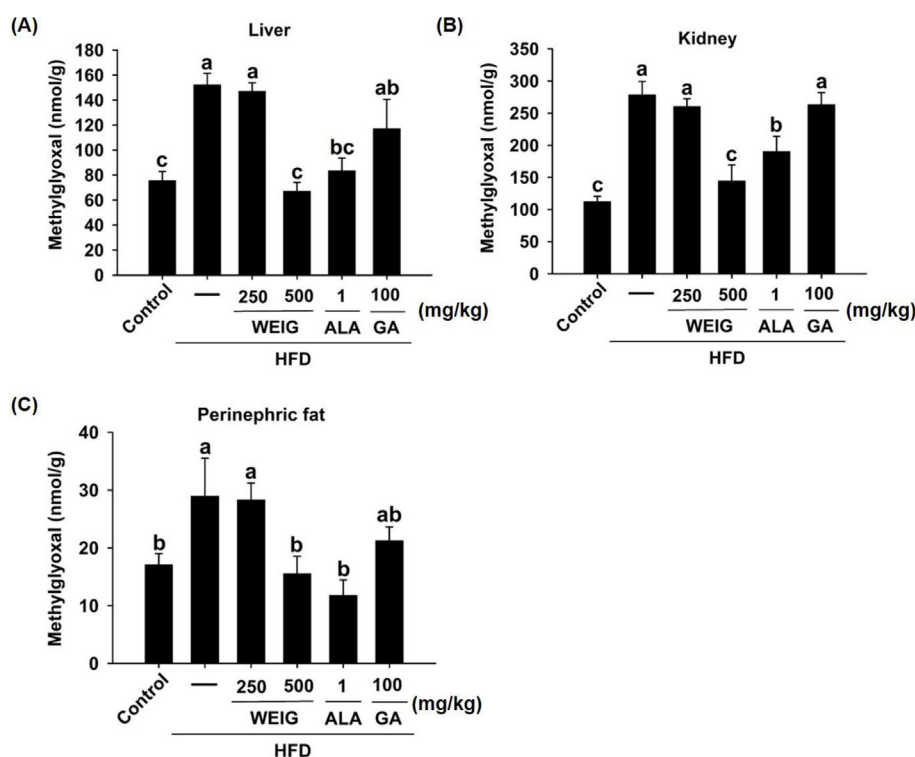 (A)
Liver
Methylglyoxal (nmol/g)
180
160
140
120
100
80
60
40
20
0
c
a
a
c
bc
ab
Control
—
250
500
1
100
(mg/kg)
WEIG
ALA
GA
HFD
(B)
Kidney
Methylglyoxal (nmol/g)
350
300
250
200
150
100
50
0
c
a
a
c
b
a
Control
—
250
500
1
100
(mg/kg)
WEIG
ALA
GA
HFD
(C)
Perinephric fat
Methylglyoxal (nmol/g)
40
30
20
10
0
b
a
a
b
b
ab
Control
—
250
500
1
100
(mg/kg)
WEIG
ALA
GA
HFD